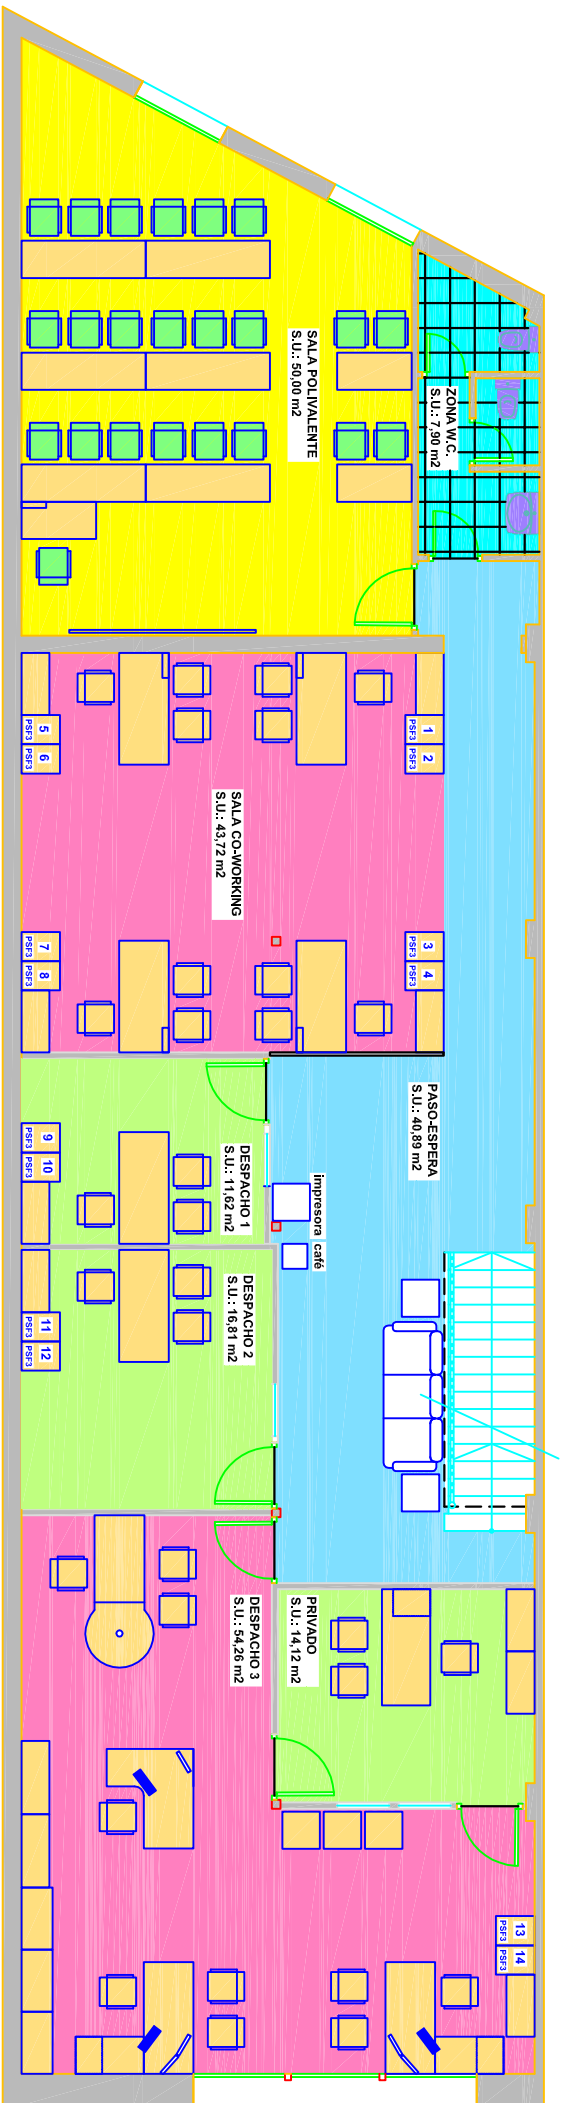 SALA POLIVALENTE
S.U.: 50,00 m2
ZONA W.C.
S.U.: 7,90 m2
1
PSF3
2
PSF3
5
PSF3
6
PSF3
SALA CO-WORKING
S.U.: 43,72 m2
3
PSF3
4
PSF3
7
PSF3
8
PSF3
PASO-ESPERA
S.U.: 40,89 m2
DESPACHO 1
S.U.: 11,62 m2
9
PSF3
10
PSF3
impresora
café
DESPACHO 2
S.U.: 16,81 m2
11
PSF3
12
PSF3
PRIVADO
S.U.: 14,12 m2
DESPACHO 3
S.U.: 54,26 m2
13
PSF3
14
PSF3